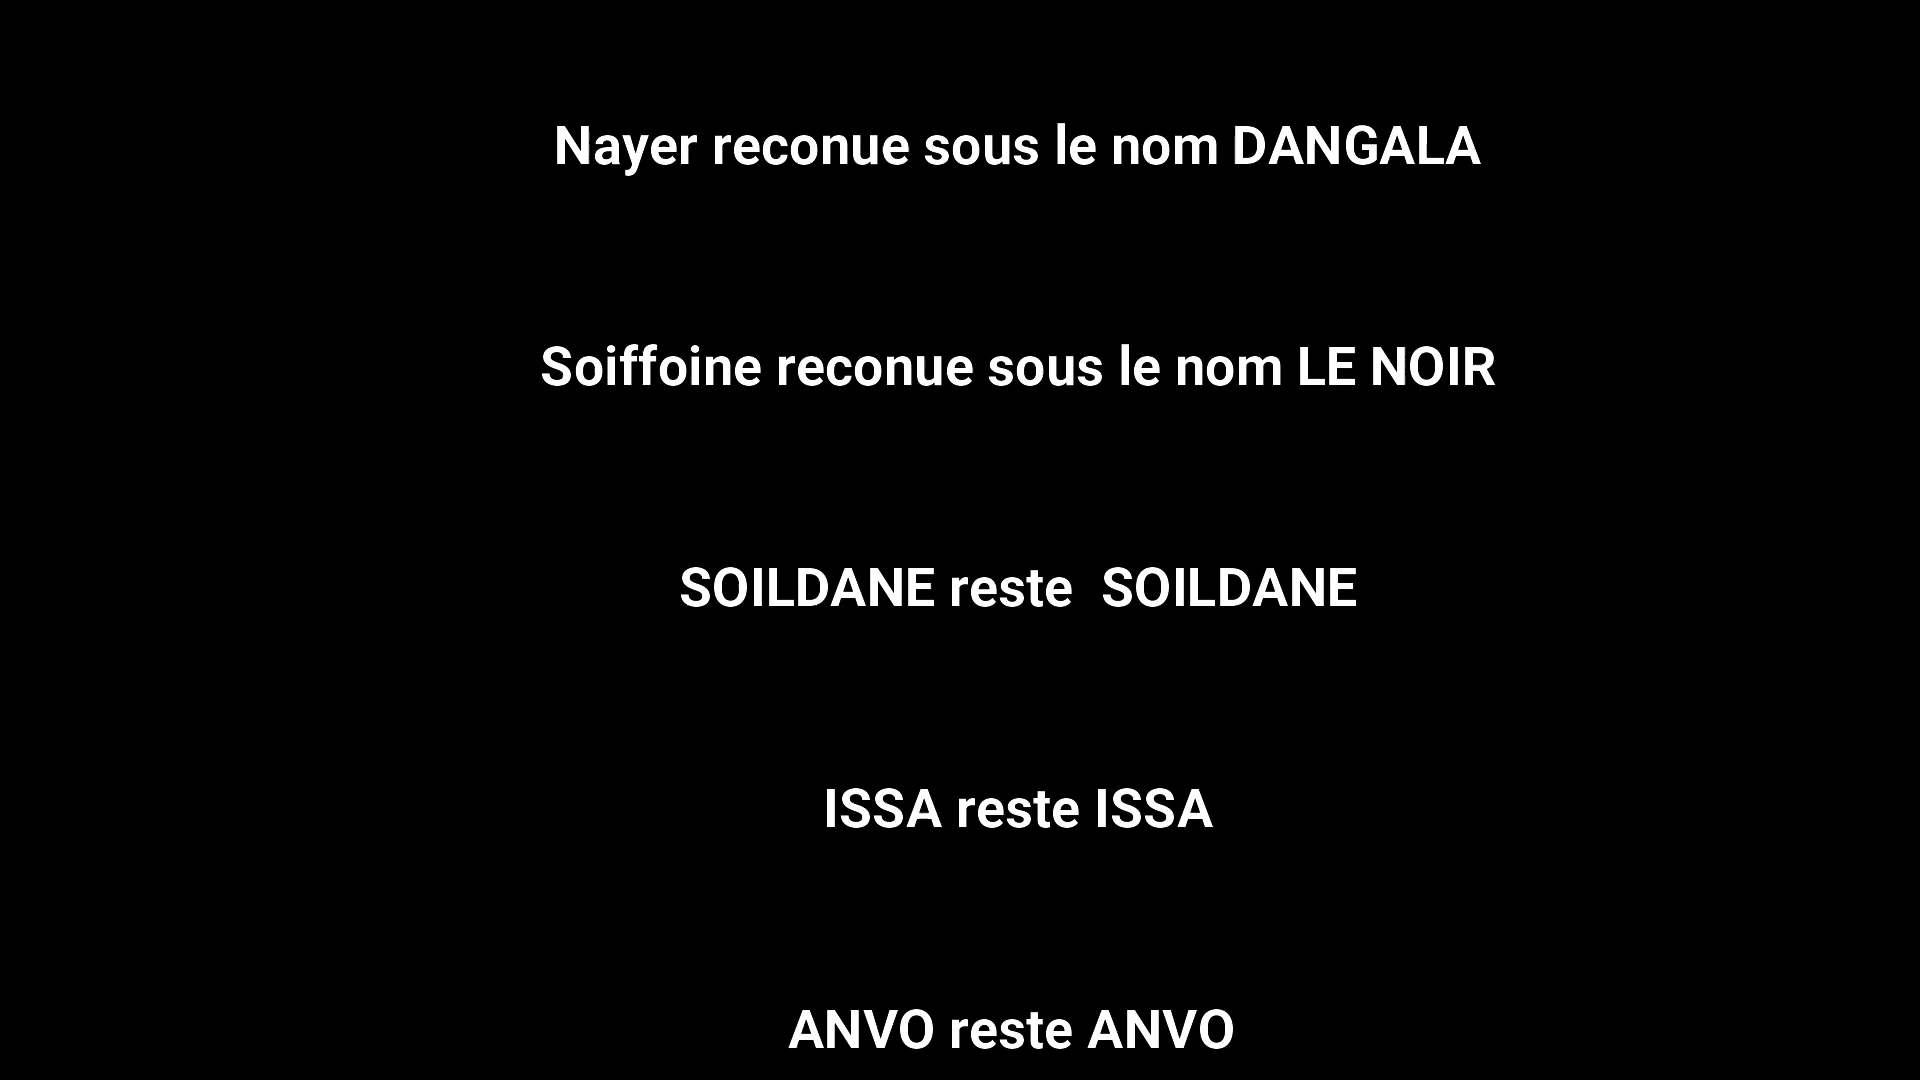 Nayer reconue sous le nom DANGALA
Soiffoine reconue sous le nom LE NOIR
SOILDANE reste  SOILDANE
ISSA reste ISSA
ANVO reste ANVO